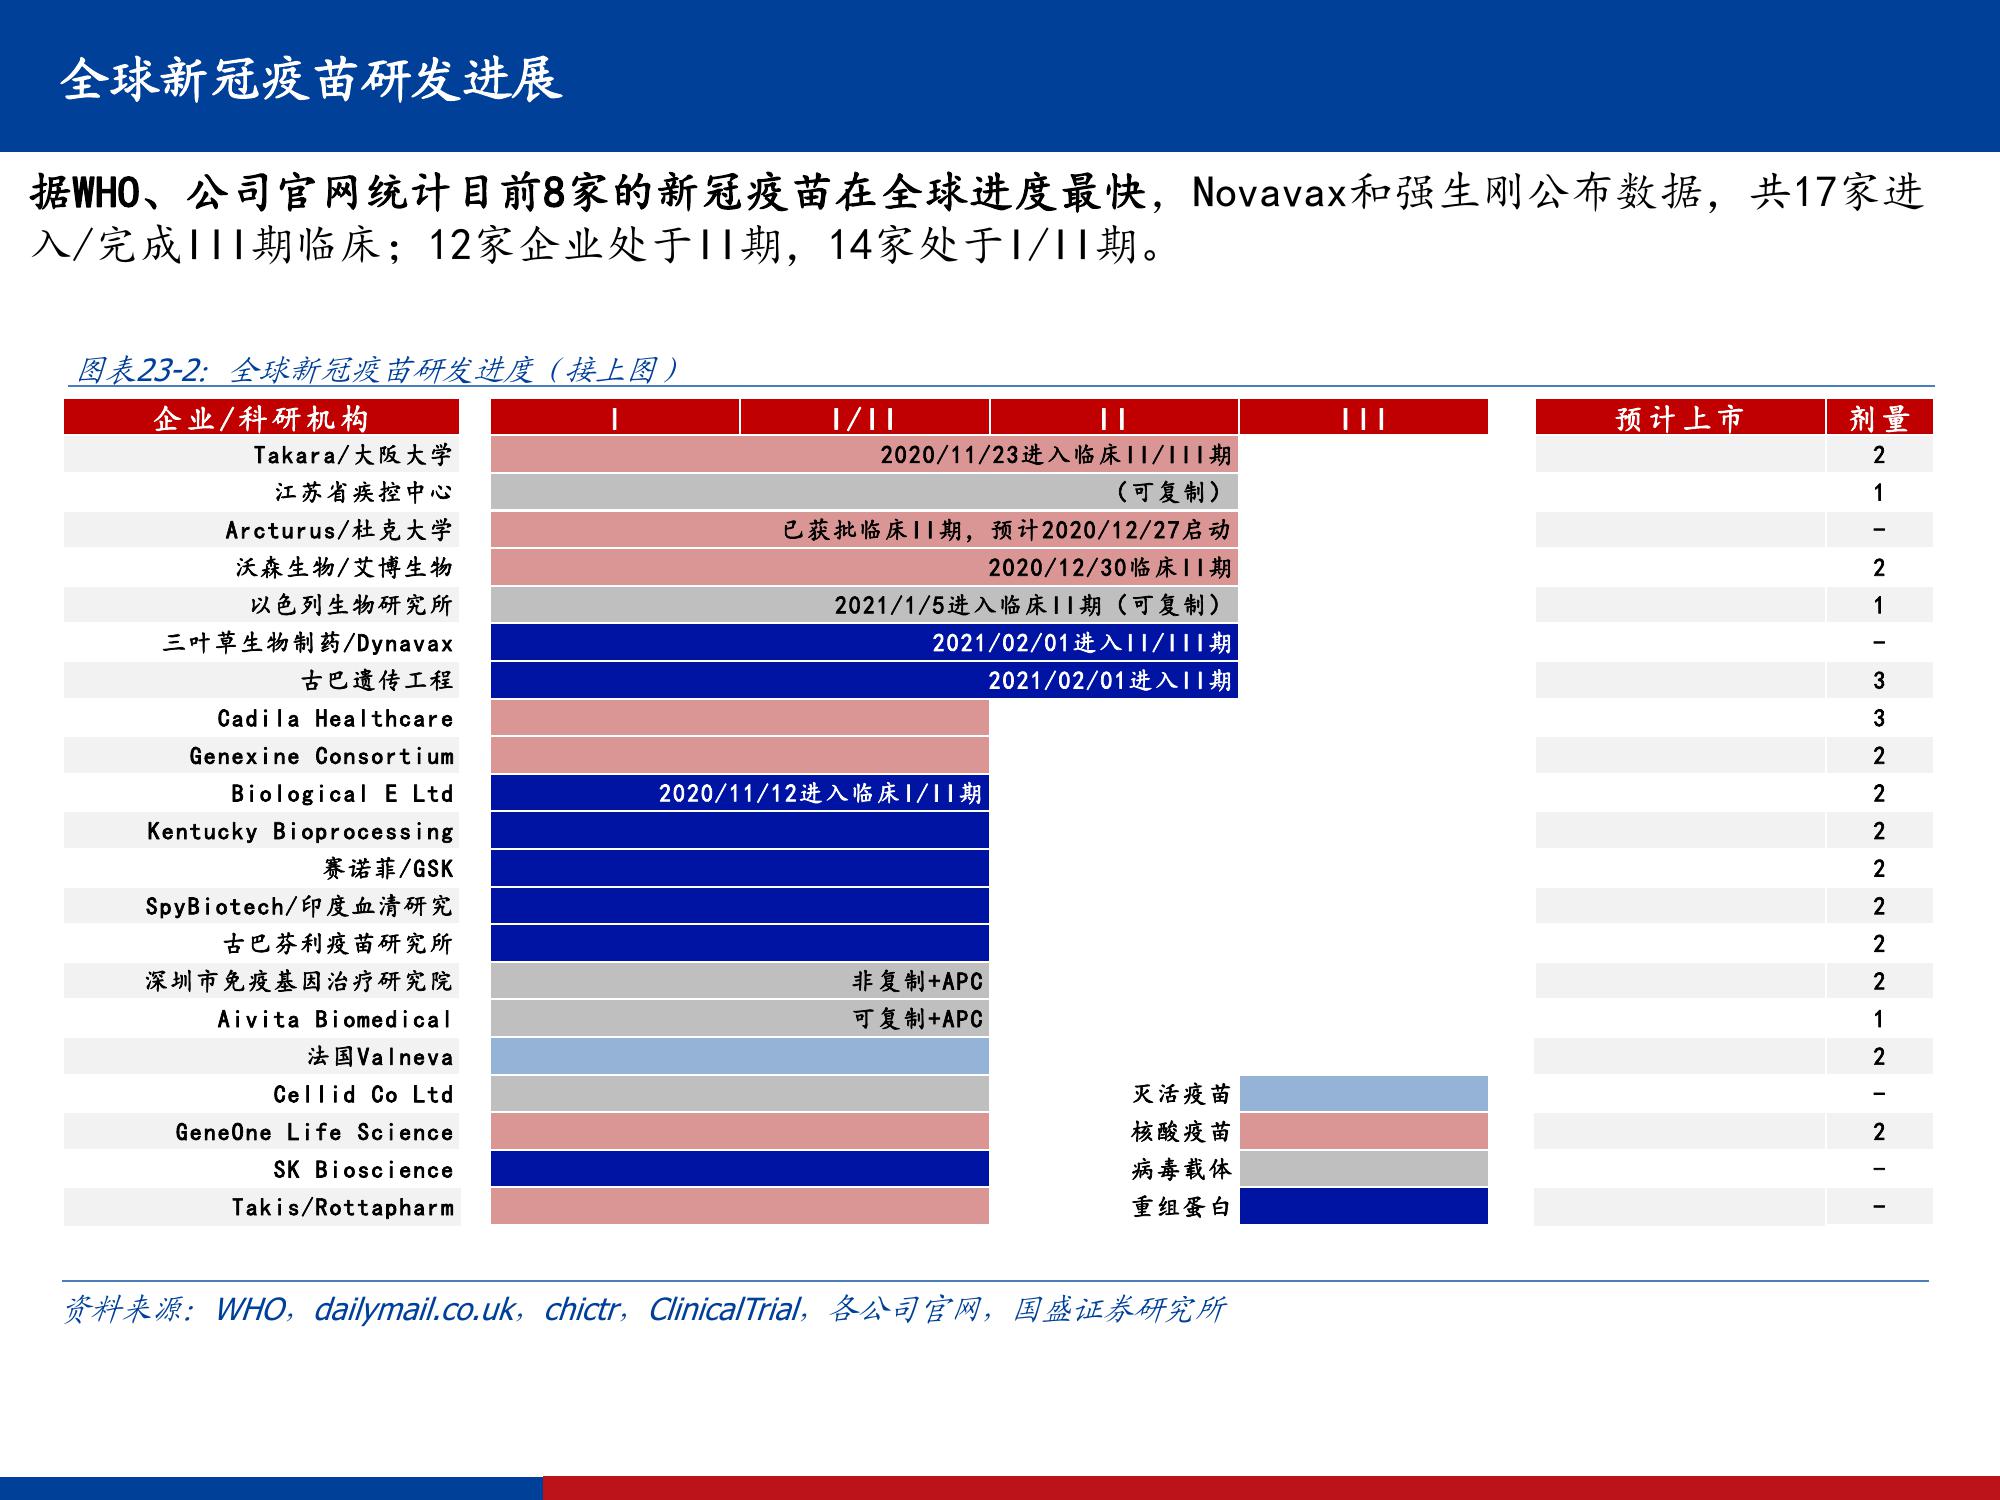 全球新冠疫苗研发进展
据WHO、公司官网统计目前8家的新冠疫苗在全球进度最快，Novavax和强生刚公布数据，共17家进
入/完成III期临床；12家企业处于II期，14家处于I/II期。
图表23-2：全球新冠疫苗研发进度（接上图）
企业/科研机构 I I/II II III 预计上市 剂量
Takara/大阪大学 2020/11/23进入临床II/III期 2
江苏省疾控中心 （可复制） 1
Arcturus/杜克大学 已获批临床II期，预计2020/12/27启动 -
沃森生物/艾博生物 2020/12/30临床II期 2
以色列生物研究所 2021/1/5进入临床II期（可复制） 1
三叶草生物制药/Dynavax 2021/02/01进入II/III期 -
古巴遗传工程 2021/02/01进入II期 3
Cadila Healthcare 3
Genexine Consortium 2
Biological E Ltd 2020/11/12进入临床I/II期 2
Kentucky Bioprocessing 2
赛诺菲/GSK 2
SpyBiotech/印度血清研究 2
古巴芬利疫苗研究所 2
深圳市免疫基因治疗研究院 非复制+APC 2
Aivita Biomedical 可复制+APC 1
法国Valneva 2
Cellid Co Ltd 灭活疫苗 -
GeneOne Life Science 核酸疫苗 2
SK Bioscience 病毒载体 -
Takis/Rottapharm 重组蛋白 -
资料来源：WHO，dailymail.co.uk，chictr，ClinicalTrial，各公司官网，国盛证券研究所